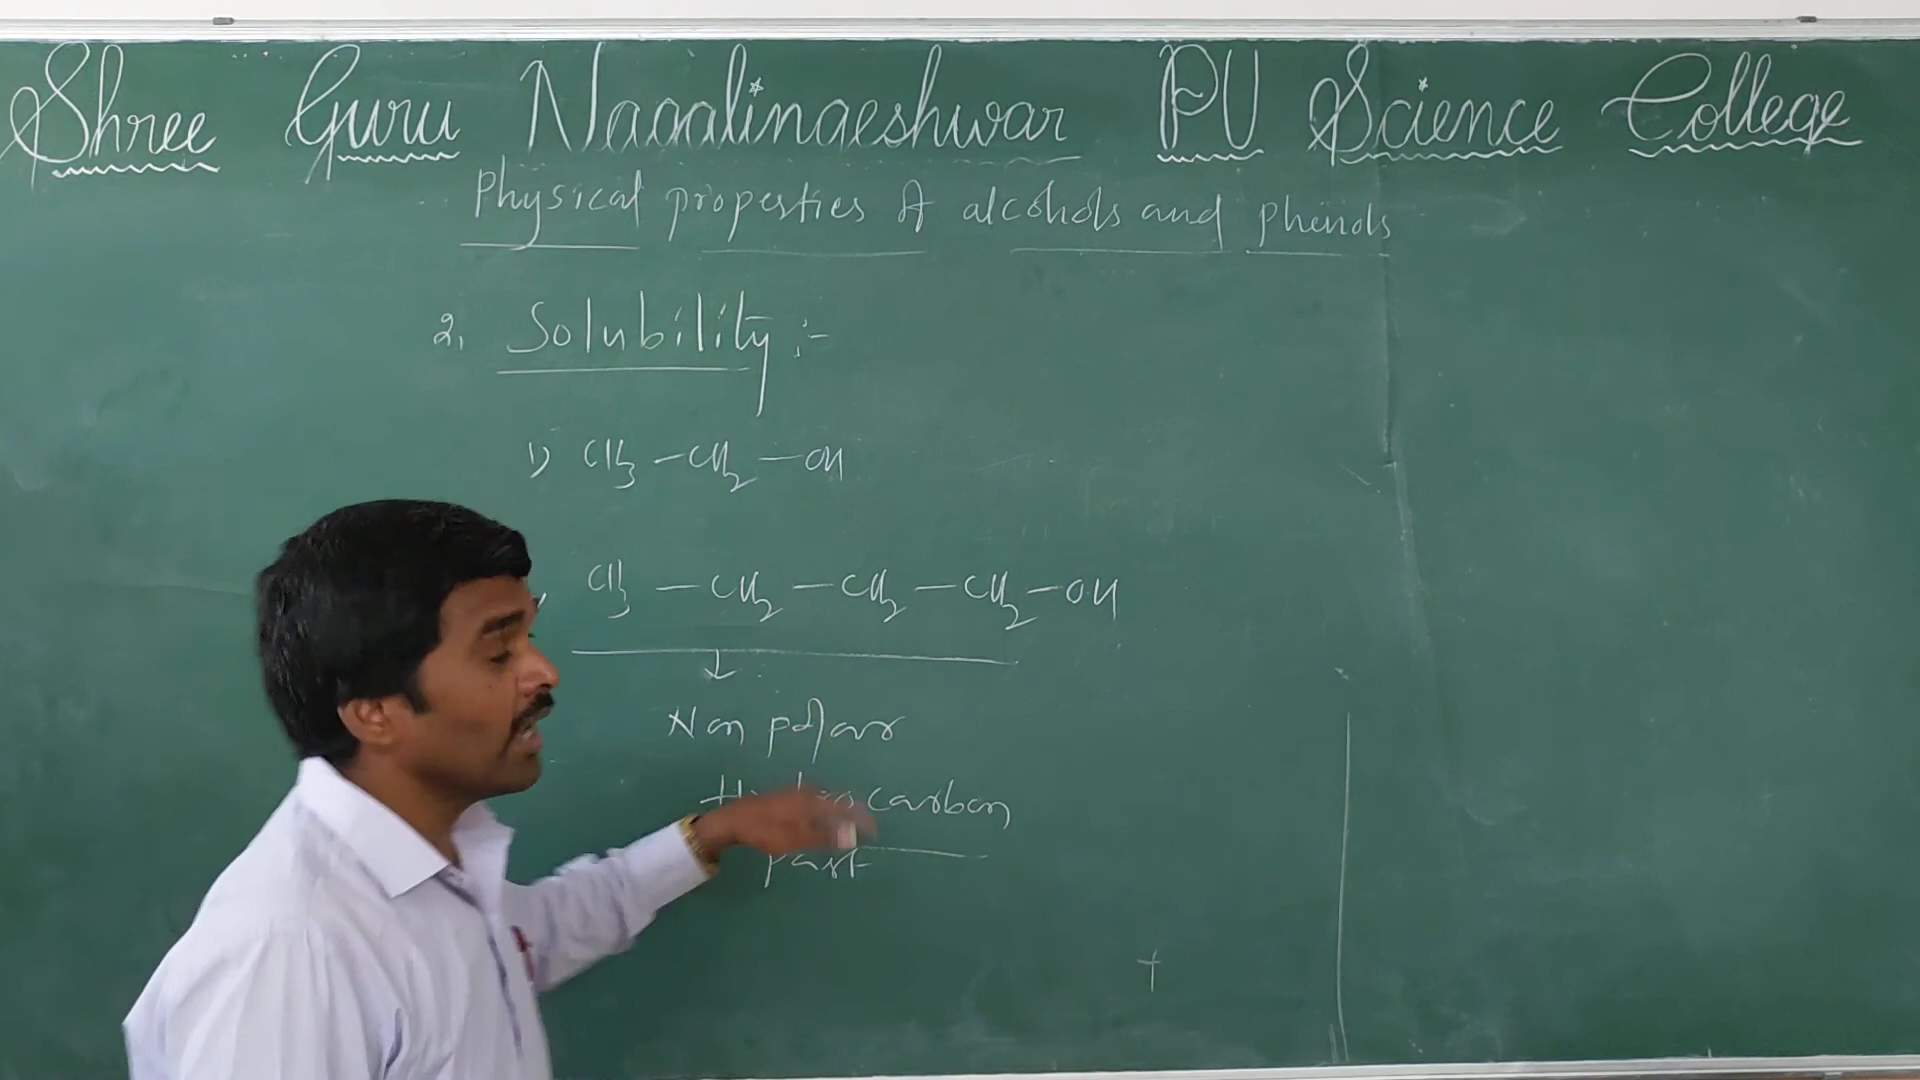 Shree Guru Nagalingeshwar PU Science College
Physical properties of alcohols and phenols
2. Solubility :-
1) CH3 - CH2 - OH
CH3 - CH2 - CH2 - CH2 - OH
↓
Non polar
Hydrocarbon
part